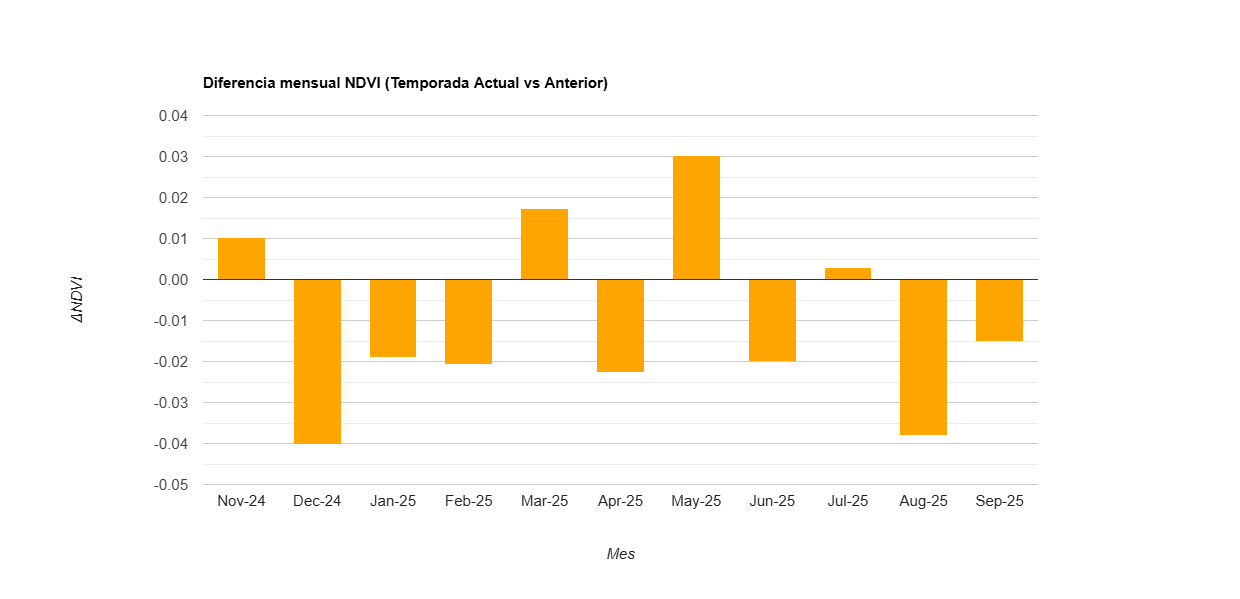 Diferencia mensual NDVI (Temporada Actual vs Anterior)
0.04
0.03
0.02
0.01
0.00
-0.01
-0.02
-0.03
-0.04
-0.05
ΔNDVI
Nov-24 Dec-24 Jan-25 Feb-25 Mar-25 Apr-25 May-25 Jun-25 Jul-25 Aug-25 Sep-25
Mes